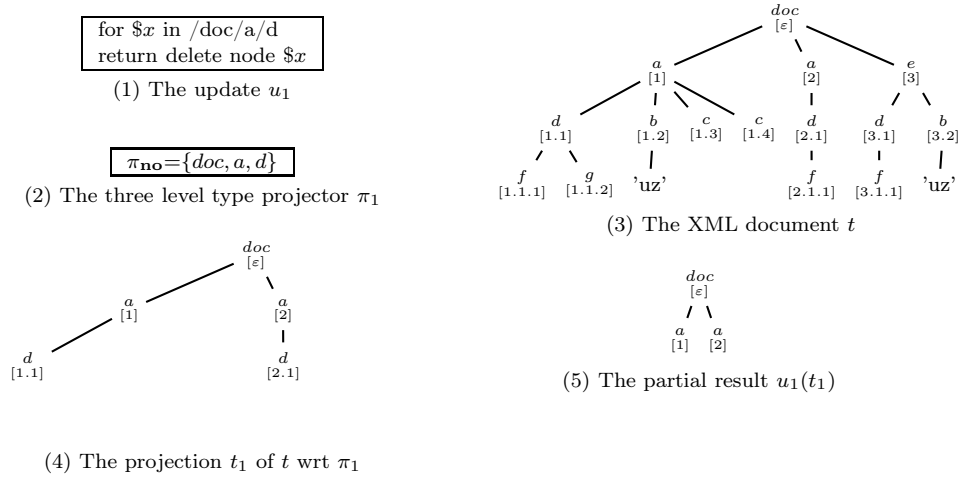 for $x in /doc/a/d
return delete node $x
(1) The update u₁
π_no={doc, a, d}
(2) The three level type projector π₁
doc
[ε]
a a e
[1] [2] [3]
d b c c d d b
[1.1] [1.2] [1.3] [1.4] [2.1] [3.1] [3.2]
f g 'uz' f f 'uz'
[1.1.1] [1.1.2] [2.1.1] [3.1.1]
(3) The XML document t
doc
[ε]
a a
[1] [2]
d d
[1.1] [2.1]
(4) The projection t₁ of t wrt π₁
doc
[ε]
a a
[1] [2]
(5) The partial result u₁(t₁)